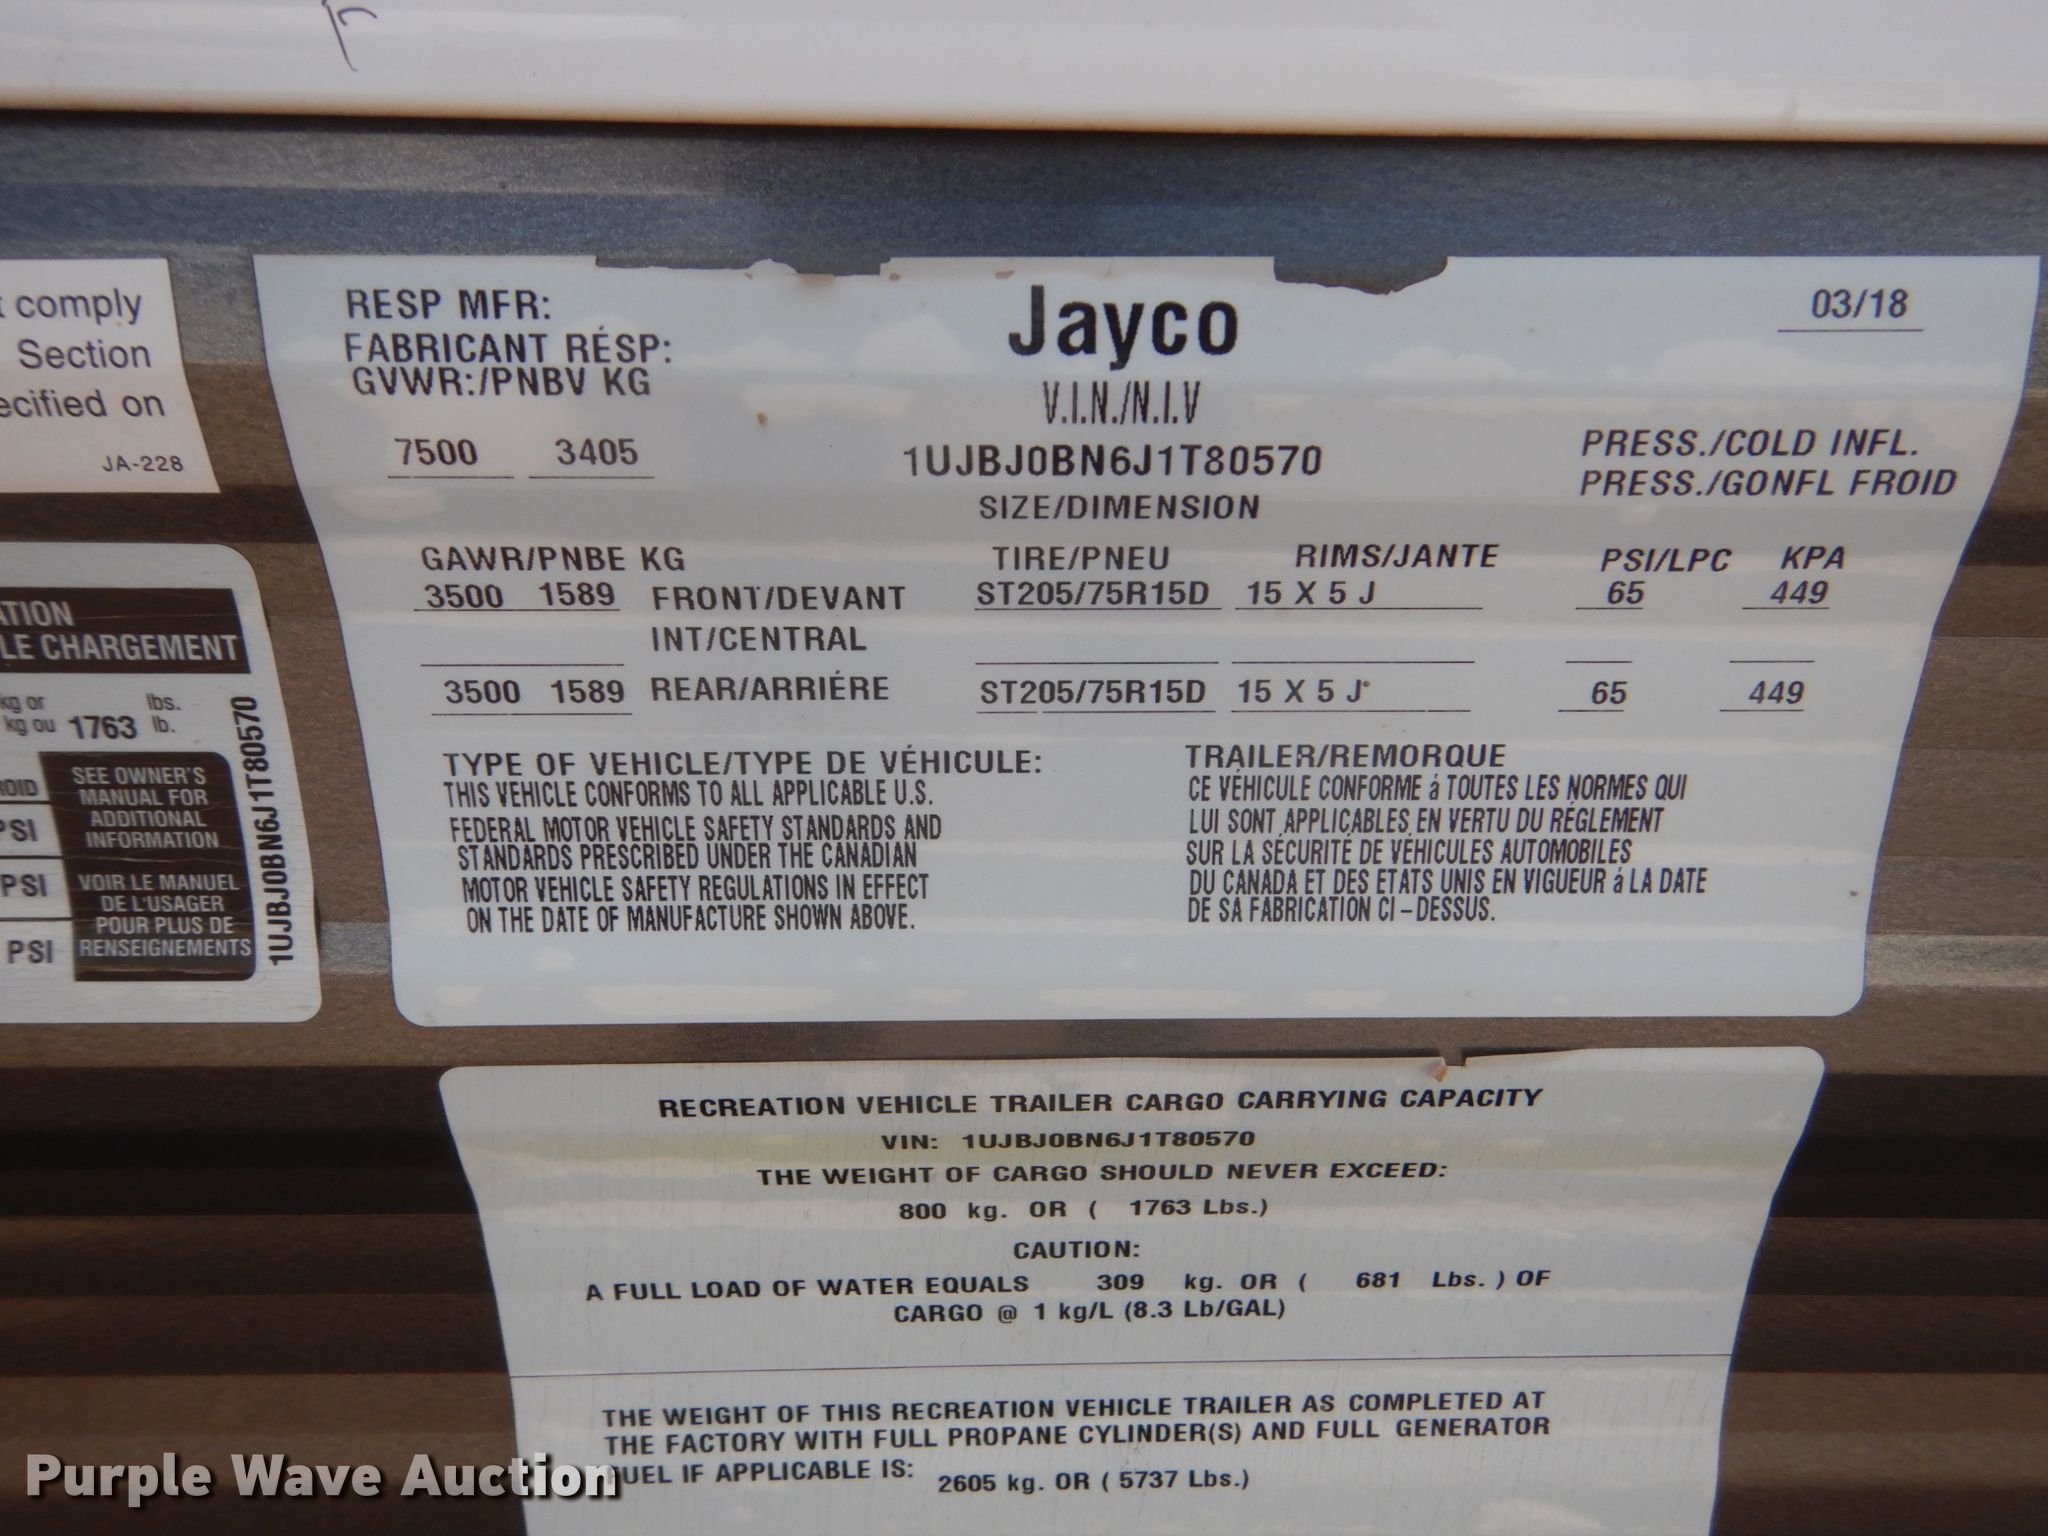 t comply
Section
ecified on
JA-228
ATION
LE CHARGEMENT
kg or lbs.
kg ou 1763 lb.
ROID
PSI
PSI
PSI
SEE OWNER'S
MANUAL FOR
ADDITIONAL
INFORMATION
VOIR LE MANUEL
DE L'USAGER
POUR PLUS DE
RENSEIGNEMENTS
1UJBJ0BN6J1T80570
RESP MFR: Jayco 03/18
FABRICANT RÉSP:
GVWR:/PNBV KG V.I.N./N.I.V
7500 3405 1UJBJ0BN6J1T80570 PRESS./COLD INFL.
SIZE/DIMENSION PRESS./GONFL FROID
GAWR/PNBE KG TIRE/PNEU RIMS/JANTE PSI/LPC KPA
3500 1589 FRONT/DEVANT ST205/75R15D 15 X 5 J 65 449
INT/CENTRAL
3500 1589 REAR/ARRIÉRE ST205/75R15D 15 X 5 J 65 449
TYPE OF VEHICLE/TYPE DE VÉHICULE: TRAILER/REMORQUE
THIS VEHICLE CONFORMS TO ALL APPLICABLE U.S.
FEDERAL MOTOR VEHICLE SAFETY STANDARDS AND
STANDARDS PRESCRIBED UNDER THE CANADIAN
MOTOR VEHICLE SAFETY REGULATIONS IN EFFECT
ON THE DATE OF MANUFACTURE SHOWN ABOVE.
CE VÉHICULE CONFORME á TOUTES LES NORMES QUI
LUI SONT APPLICABLES EN VERTU DU RÉGLEMENT
SUR LA SÉCURITÉ DE VÉHICULES AUTOMOBILES
DU CANADA ET DES ETATS UNIS EN VIGUEUR á LA DATE
DE SA FABRICATION CI-DESSUS.
RECREATION VEHICLE TRAILER CARGO CARRYING CAPACITY
VIN: 1UJBJ0BN6J1T80570
THE WEIGHT OF CARGO SHOULD NEVER EXCEED:
800 kg. OR ( 1763 Lbs.)
CAUTION:
A FULL LOAD OF WATER EQUALS 309 kg. OR ( 681 Lbs. ) OF
CARGO @ 1 kg/L (8.3 Lb/GAL)
THE WEIGHT OF THIS RECREATION VEHICLE TRAILER AS COMPLETED AT
THE FACTORY WITH FULL PROPANE CYLINDER(S) AND FULL GENERATOR
FUEL IF APPLICABLE IS: 2605 kg. OR ( 5737 Lbs.)
Purple Wave Auction